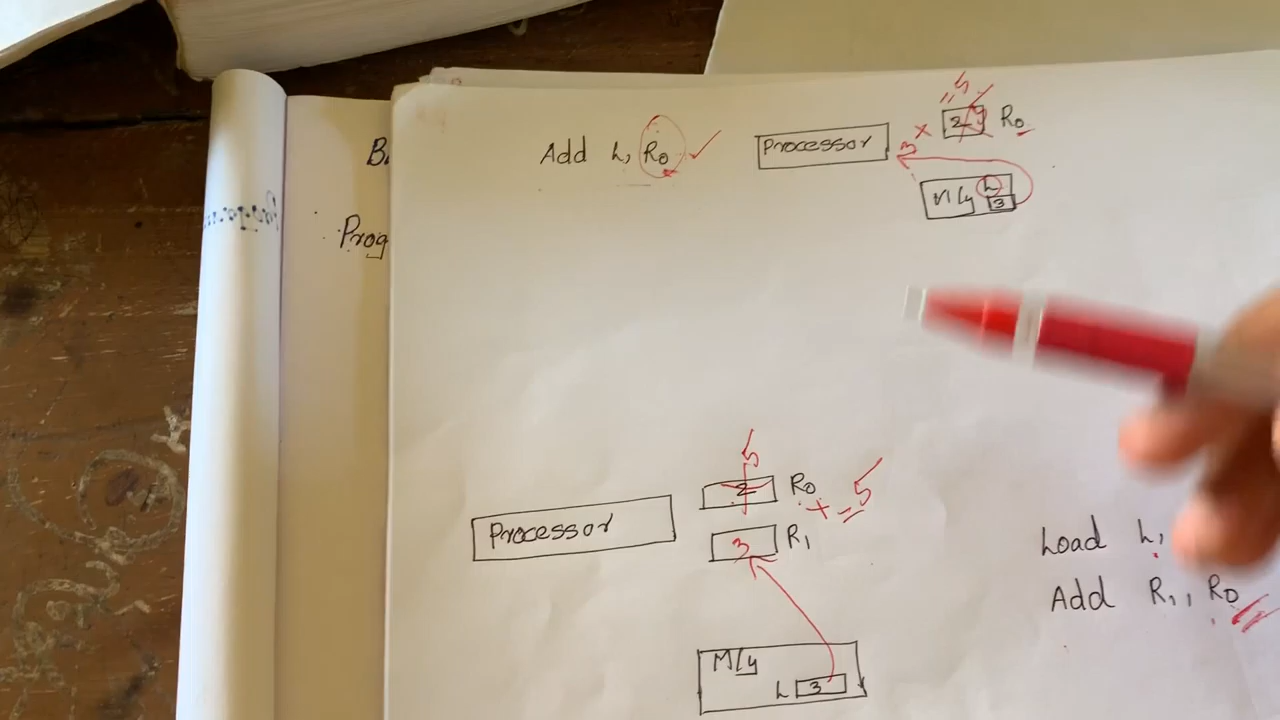 Add L, R0
Processor
2
5
R0
3
M/y L
3
Prog
2
5
R0
+ = 5
Processor
3
R1
Load L,
Add R1, R0
M/y
L 3